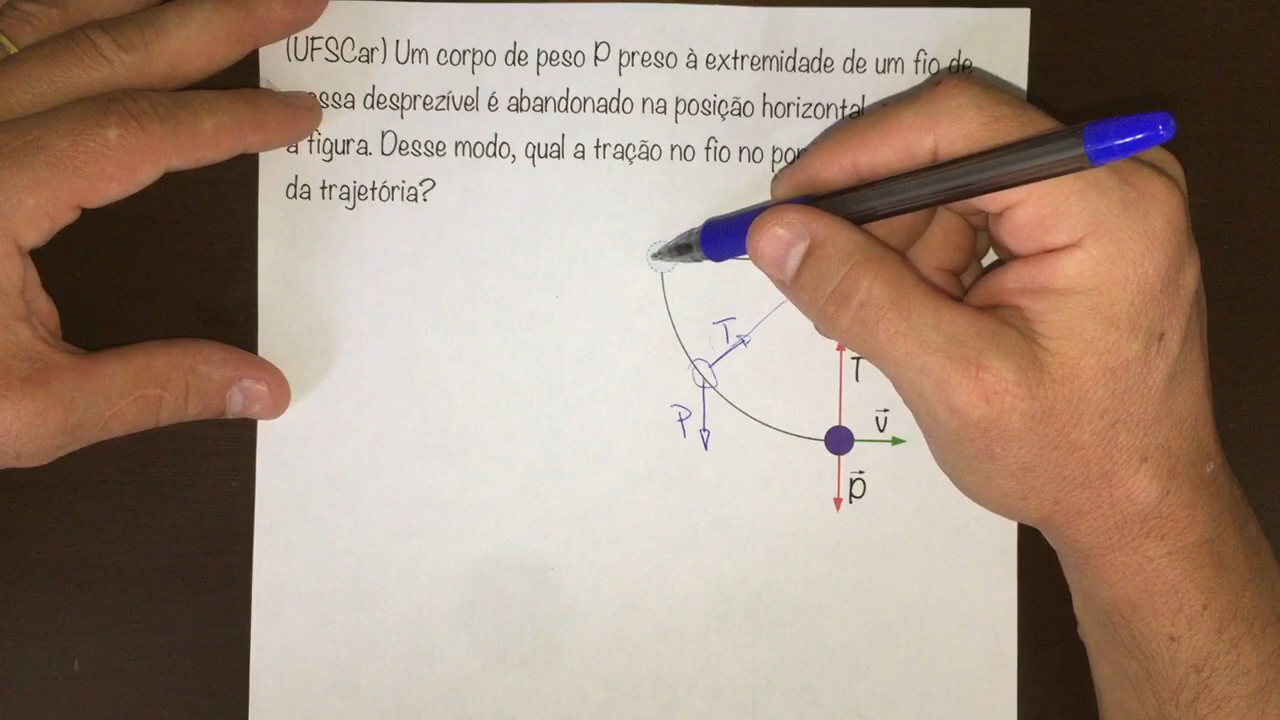 (UFSCar) Um corpo de peso P preso à extremidade de um fio de
massa desprezível é abandonado na posição horizontal
a figura. Desse modo, qual a tração no fio no
da trajetória?
T
T
v
P
p